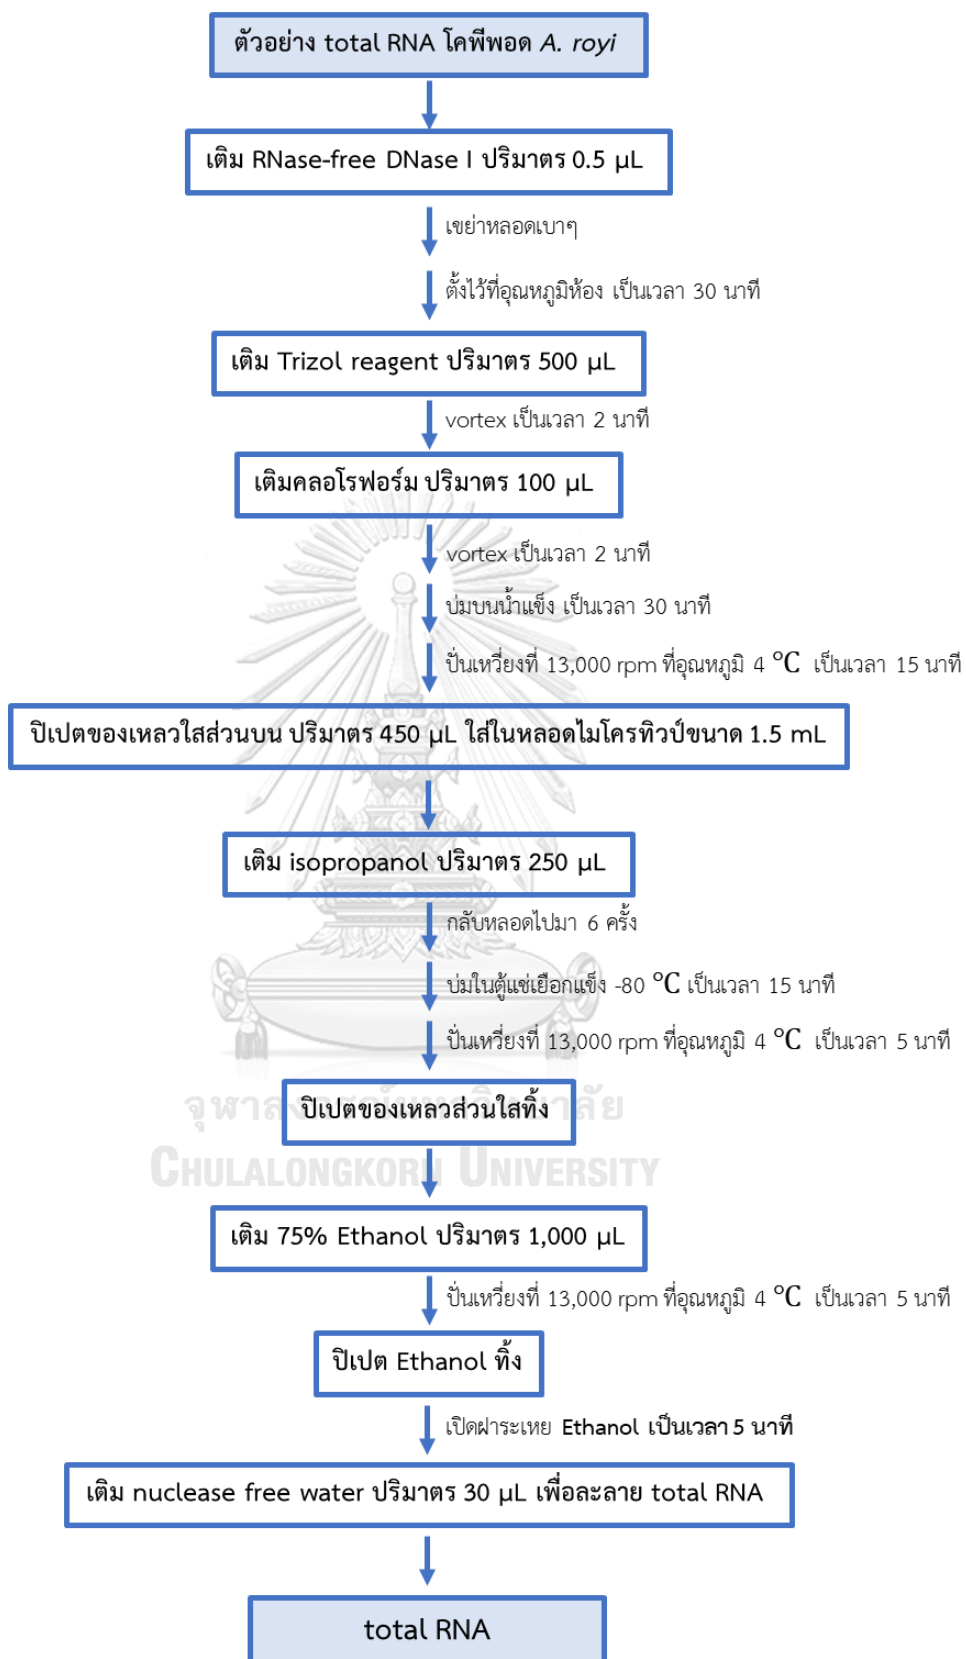 ตัวอย่าง total RNA โคพีพอด A. royi
เติม RNase-free DNase I ปริมาตร 0.5 µL
เขย่าหลอดเบาๆ
ตั้งไว้ที่อุณหภูมิห้อง เป็นเวลา 30 นาที
เติม Trizol reagent ปริมาตร 500 µL
vortex เป็นเวลา 2 นาที
เติมคลอโรฟอร์ม ปริมาตร 100 µL
vortex เป็นเวลา 2 นาที
บ่มบนน้ำแข็ง เป็นเวลา 30 นาที
ปั่นเหวี่ยงที่ 13,000 rpm ที่อุณหภูมิ 4 °C เป็นเวลา 15 นาที
ปิเปตของเหลวใสส่วนบน ปริมาตร 450 µL ใส่ในหลอดไมโครทิวป์ขนาด 1.5 mL
เติม isopropanol ปริมาตร 250 µL
กลับหลอดไปมา 6 ครั้ง
บ่มในตู้แช่เยือกแข็ง -80 °C เป็นเวลา 15 นาที
ปั่นเหวี่ยงที่ 13,000 rpm ที่อุณหภูมิ 4 °C เป็นเวลา 5 นาที
ปิเปตของเหลวส่วนใสทิ้ง
CHULALONGKORN UNIVERSITY
เติม 75% Ethanol ปริมาตร 1,000 µL
ปั่นเหวี่ยงที่ 13,000 rpm ที่อุณหภูมิ 4 °C เป็นเวลา 5 นาที
ปิเปต Ethanol ทิ้ง
เปิดฝาระเหย Ethanol เป็นเวลา 5 นาที
เติม nuclease free water ปริมาตร 30 µL เพื่อละลาย total RNA
total RNA